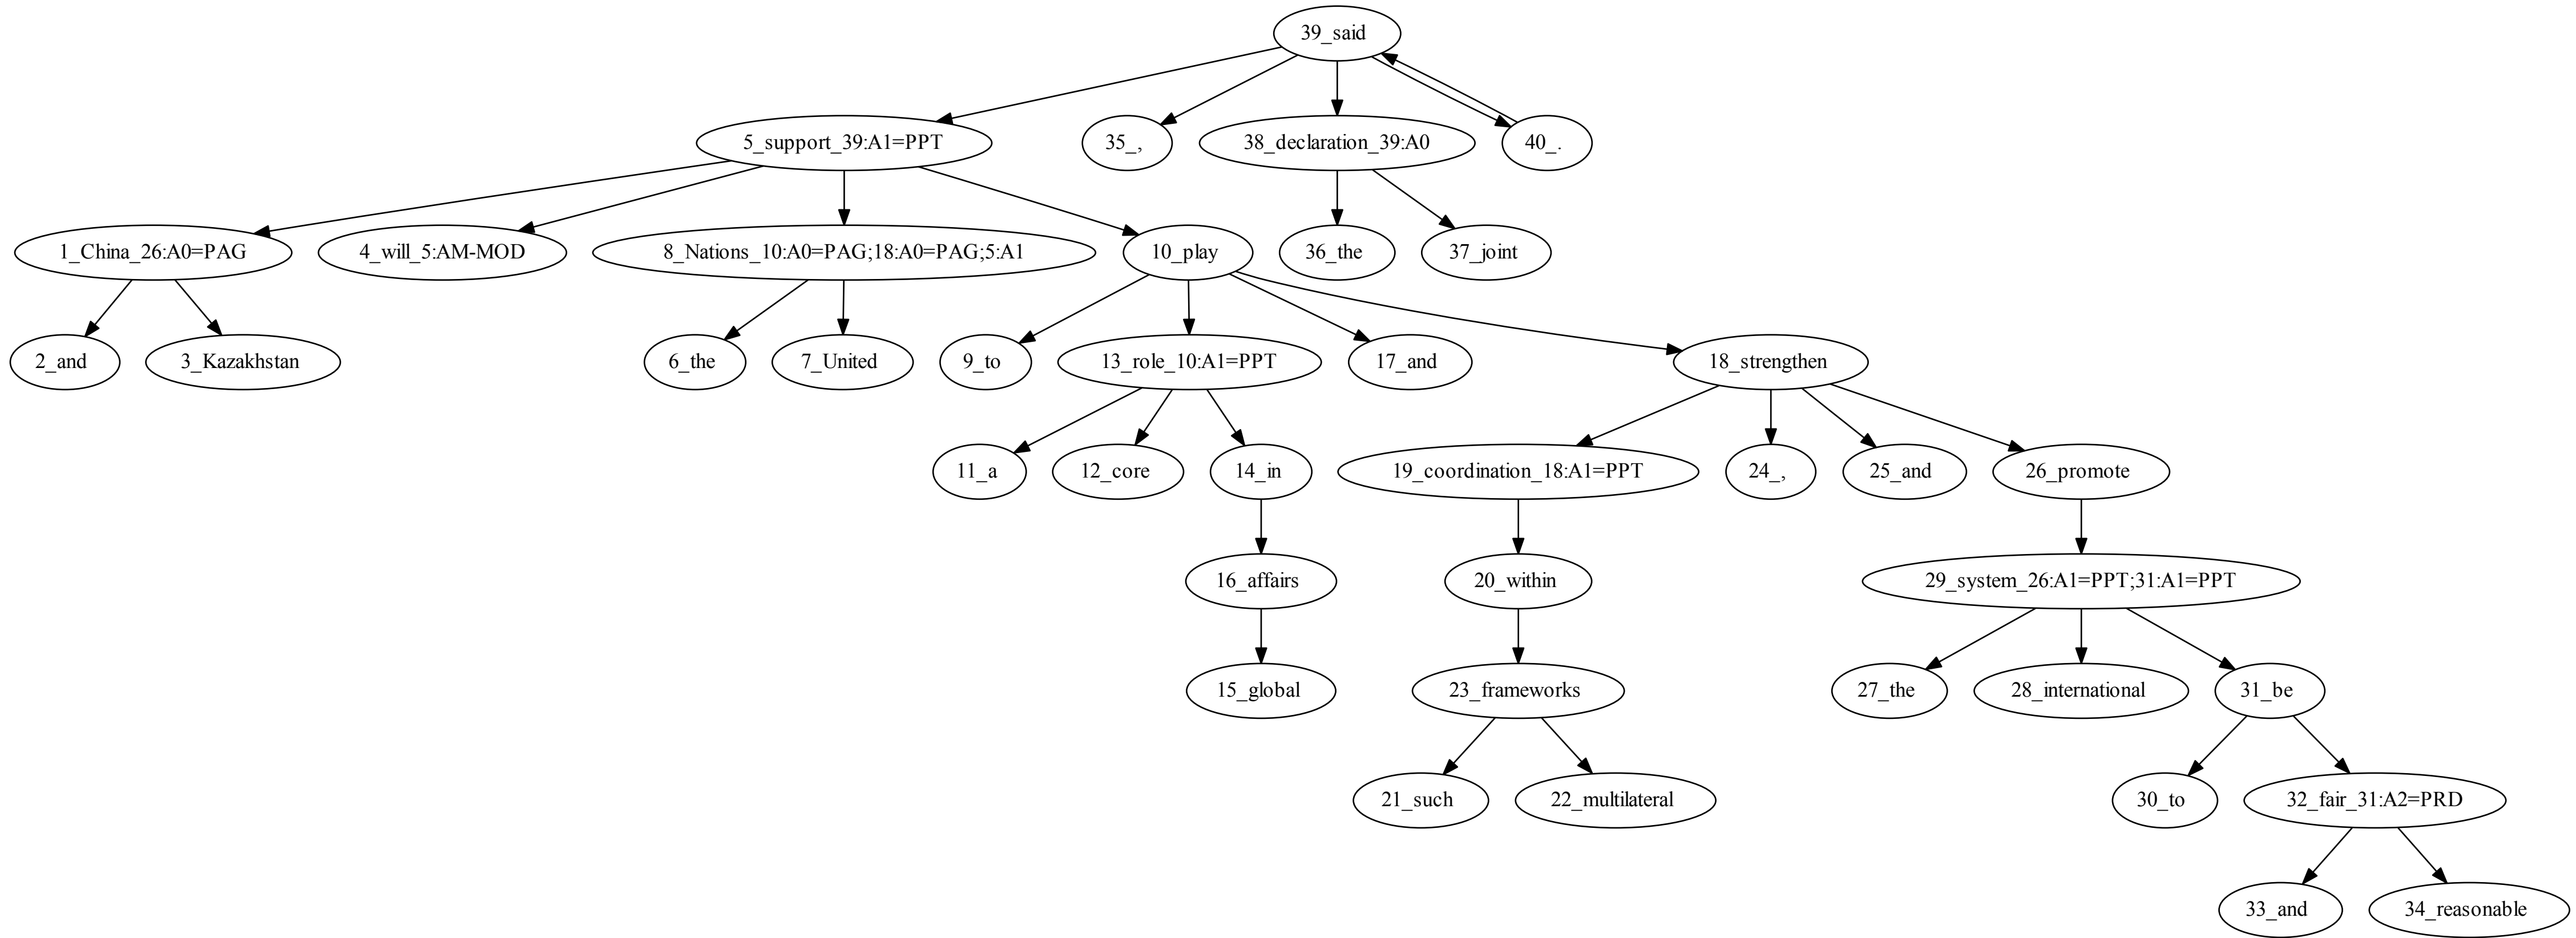 39_said
5_support_39:A1=PPT
35_,
38_declaration_39:A0
40_.
1_China_26:A0=PAG
4_will_5:AM-MOD
8_Nations_10:A0=PAG;18:A0=PAG;5:A1
10_play
36_the
37_joint
2_and
3_Kazakhstan
6_the
7_United
9_to
13_role_10:A1=PPT
17_and
18_strengthen
11_a
12_core
14_in
19_coordination_18:A1=PPT
24_,
25_and
26_promote
16_affairs
20_within
29_system_26:A1=PPT;31:A1=PPT
15_global
23_frameworks
27_the
28_international
31_be
21_such
22_multilateral
30_to
32_fair_31:A2=PRD
33_and
34_reasonable